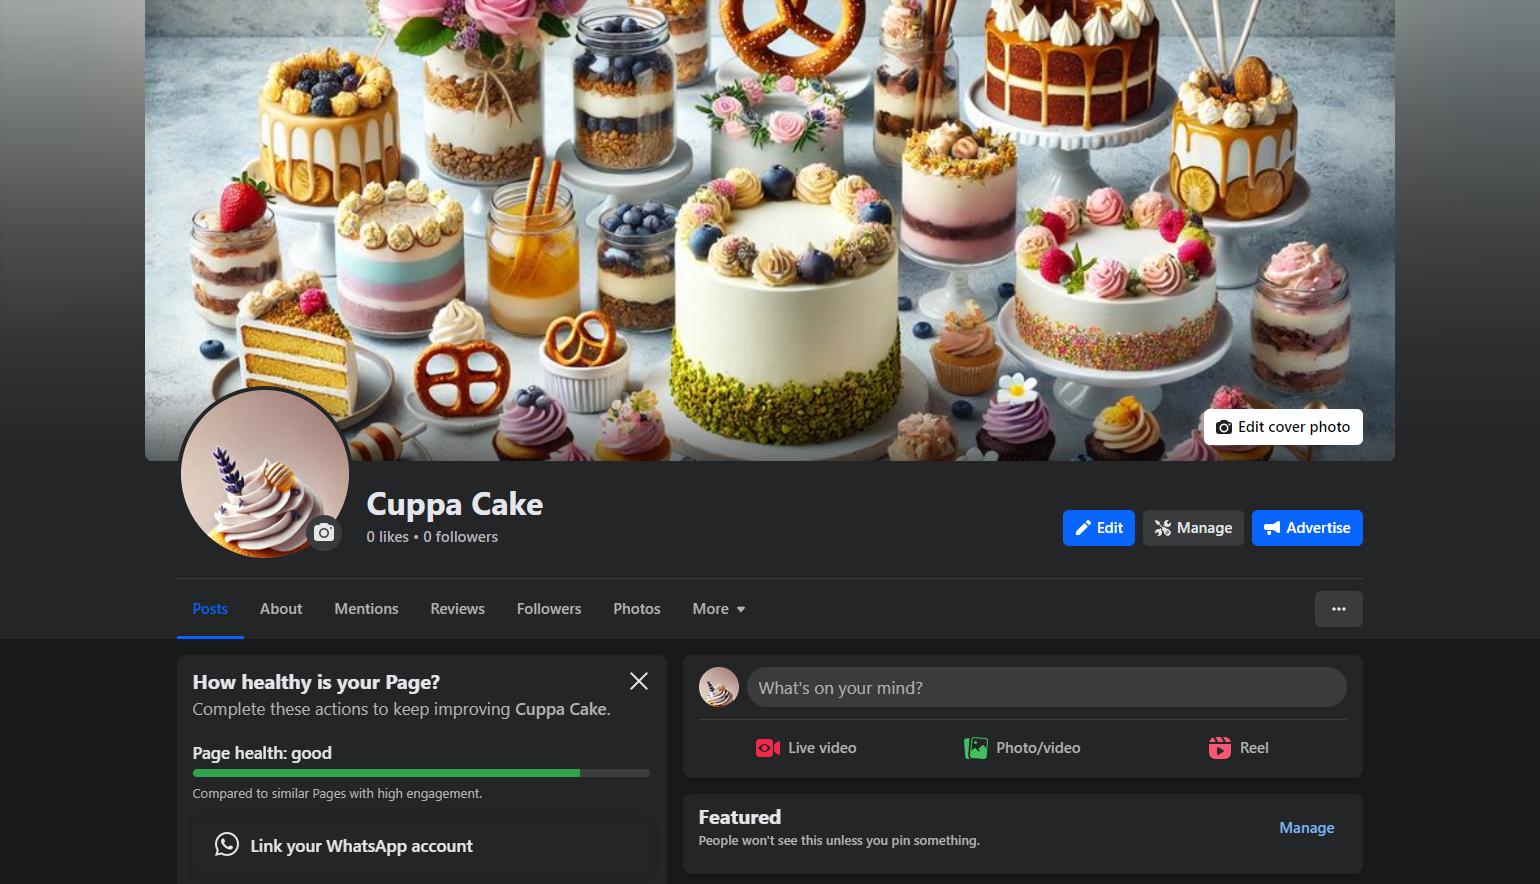 Edit cover photo
Cuppa Cake
0 likes • 0 followers
Edit
Manage
Advertise
Posts
About
Mentions
Reviews
Followers
Photos
More
How healthy is your Page?
Complete these actions to keep improving Cuppa Cake.
Page health: good
Compared to similar Pages with high engagement.
Link your WhatsApp account
What's on your mind?
Live video
Photo/video
Reel
Featured
People won't see this unless you pin something.
Manage